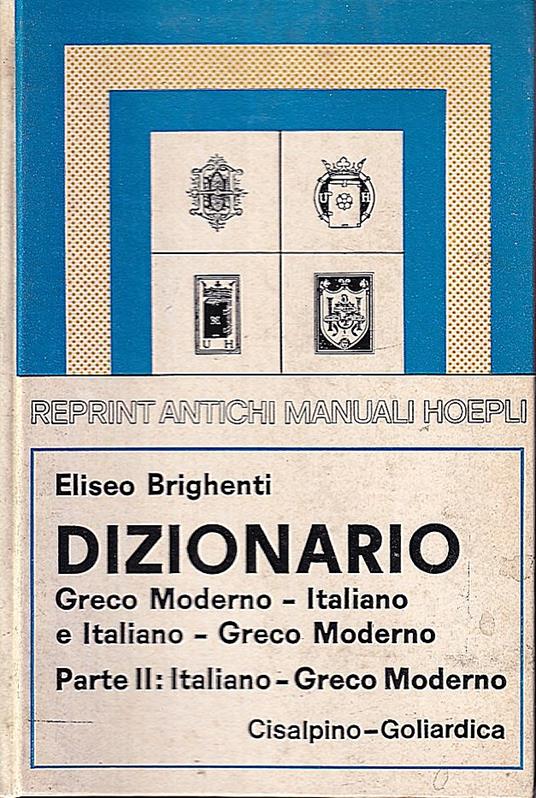 U H
U H
REPRINT ANTICHI MANUALI HOEPLI
Eliseo Brighenti
DIZIONARIO
Greco Moderno – Italiano
e Italiano – Greco Moderno
Parte II: Italiano – Greco Moderno
Cisalpino – Goliardica